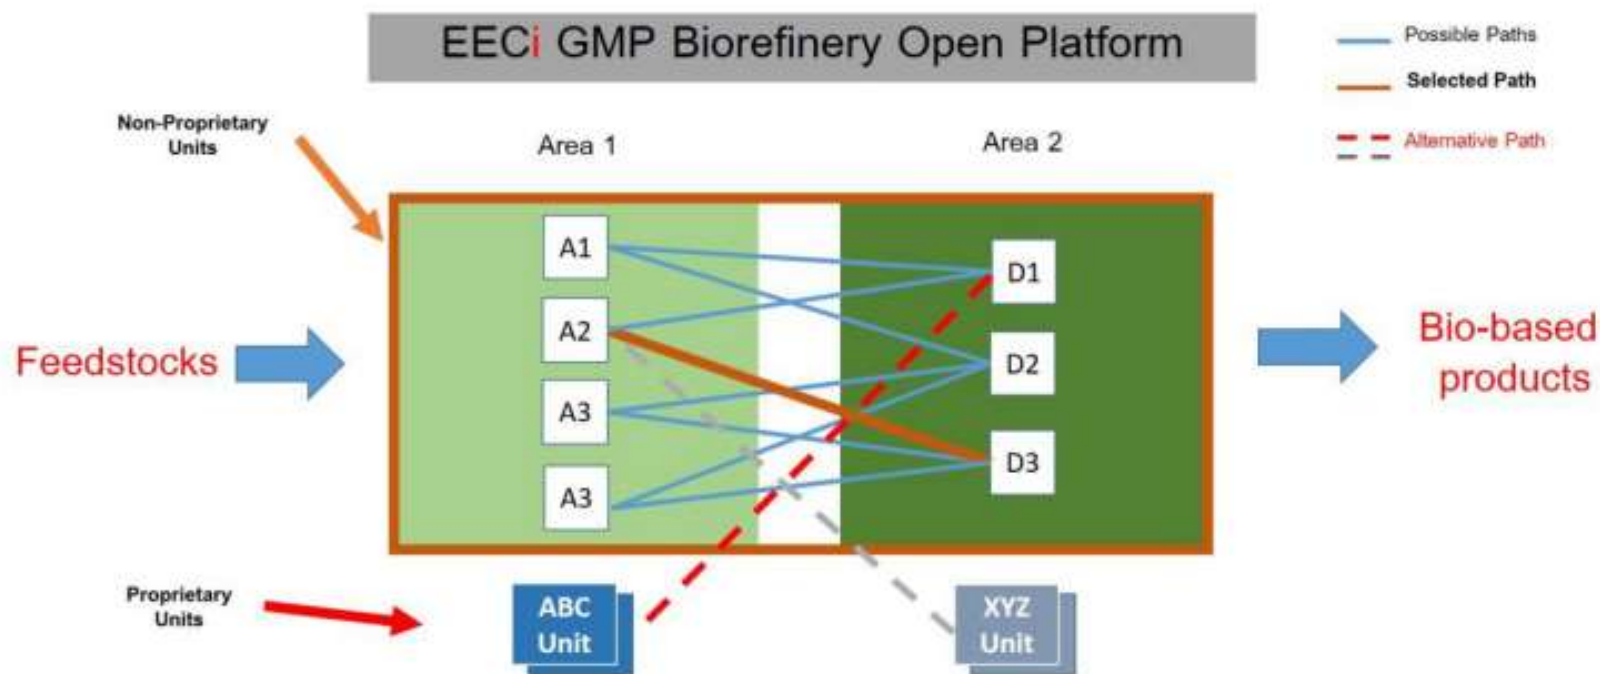 EECi GMP Biorefinery Open Platform
Possible Paths
Selected Path
Alternative Path
Non-Proprietary
Units
Area 1
Area 2
A1
A2
A3
A3
D1
D2
D3
Feedstocks
Bio-based
products
Proprietary
Units
ABC
Unit
XYZ
Unit